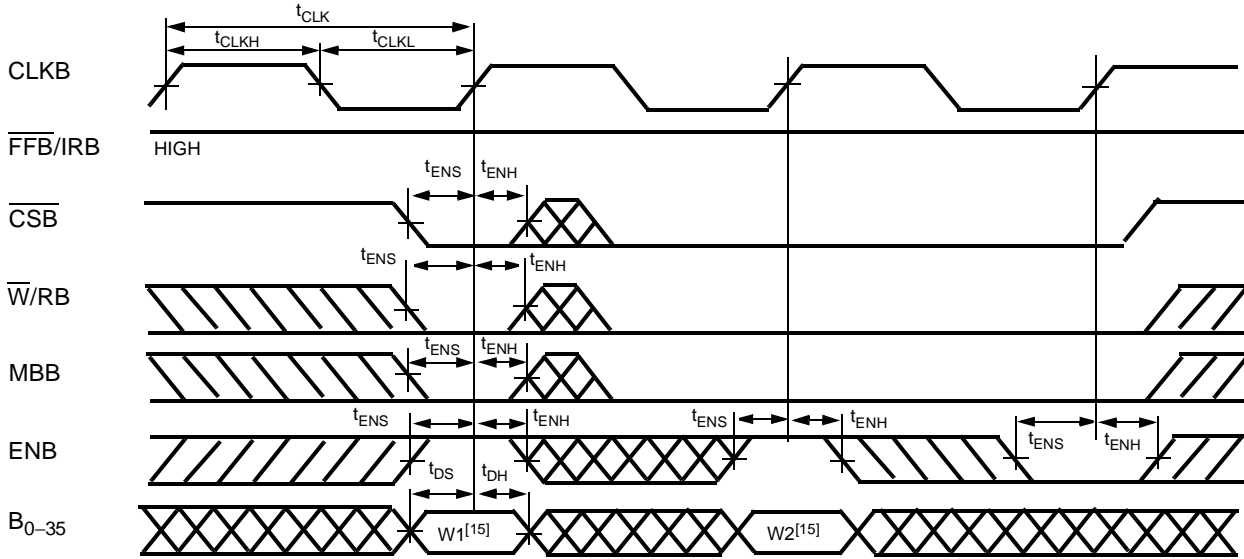 tCLK
tCLKH tCLKL
CLKB
FFB/IRB HIGH
tENS tENH
CSB
tENS tENH
W/RB
tENS tENH
MBB
tENS tENH tENS tENH
ENB tENS tENH
tDS tDH
B0–35 W1[15] W2[15]